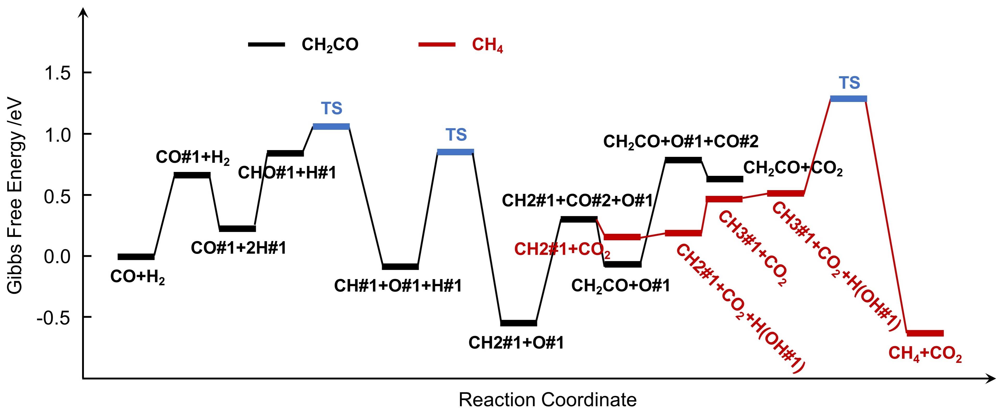 CH₂CO
CH₄
Gibbs Free Energy /eV
1.5
1.0
0.5
0.0
-0.5
CO+H₂
CO#1+H₂
CO#1+2H#1
CHO#1+H#1
TS
CH#1+O#1+H#1
TS
CH2#1+O#1
CH2#1+CO#2+O#1
CH2#1+CO₂
CH₂CO+O#1
CH₂CO+O#1+CO#2
CH₂CO+CO₂
CH2#1+CO₂+H(OH#1)
CH3#1+CO₂
CH3#1+CO₂+H(OH#1)
TS
CH₄+CO₂
Reaction Coordinate